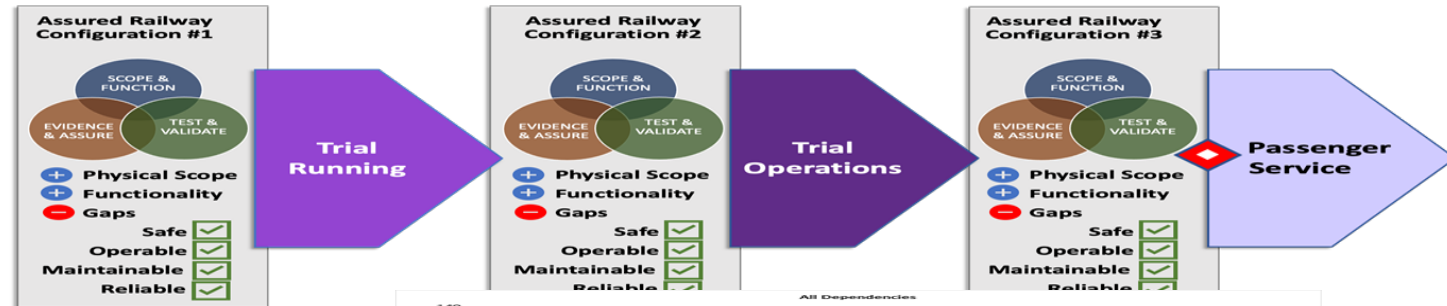 Assured Railway
Configuration #1
SCOPE &
FUNCTION
EVIDENCE
& ASSURE
TEST &
VALIDATE
Physical Scope
Functionality
Gaps
Safe
Operable
Maintainable
Reliable
Trial
Running
Assured Railway
Configuration #2
SCOPE &
FUNCTION
EVIDENCE
& ASSURE
TEST &
VALIDATE
Physical Scope
Functionality
Gaps
Safe
Operable
Maintainable
Reliable
Trial
Operations
Assured Railway
Configuration #3
SCOPE &
FUNCTION
EVIDENCE
& ASSURE
TEST &
VALIDATE
Physical Scope
Functionality
Gaps
Safe
Operable
Maintainable
Reliable
Passenger
Service
All Dependencies